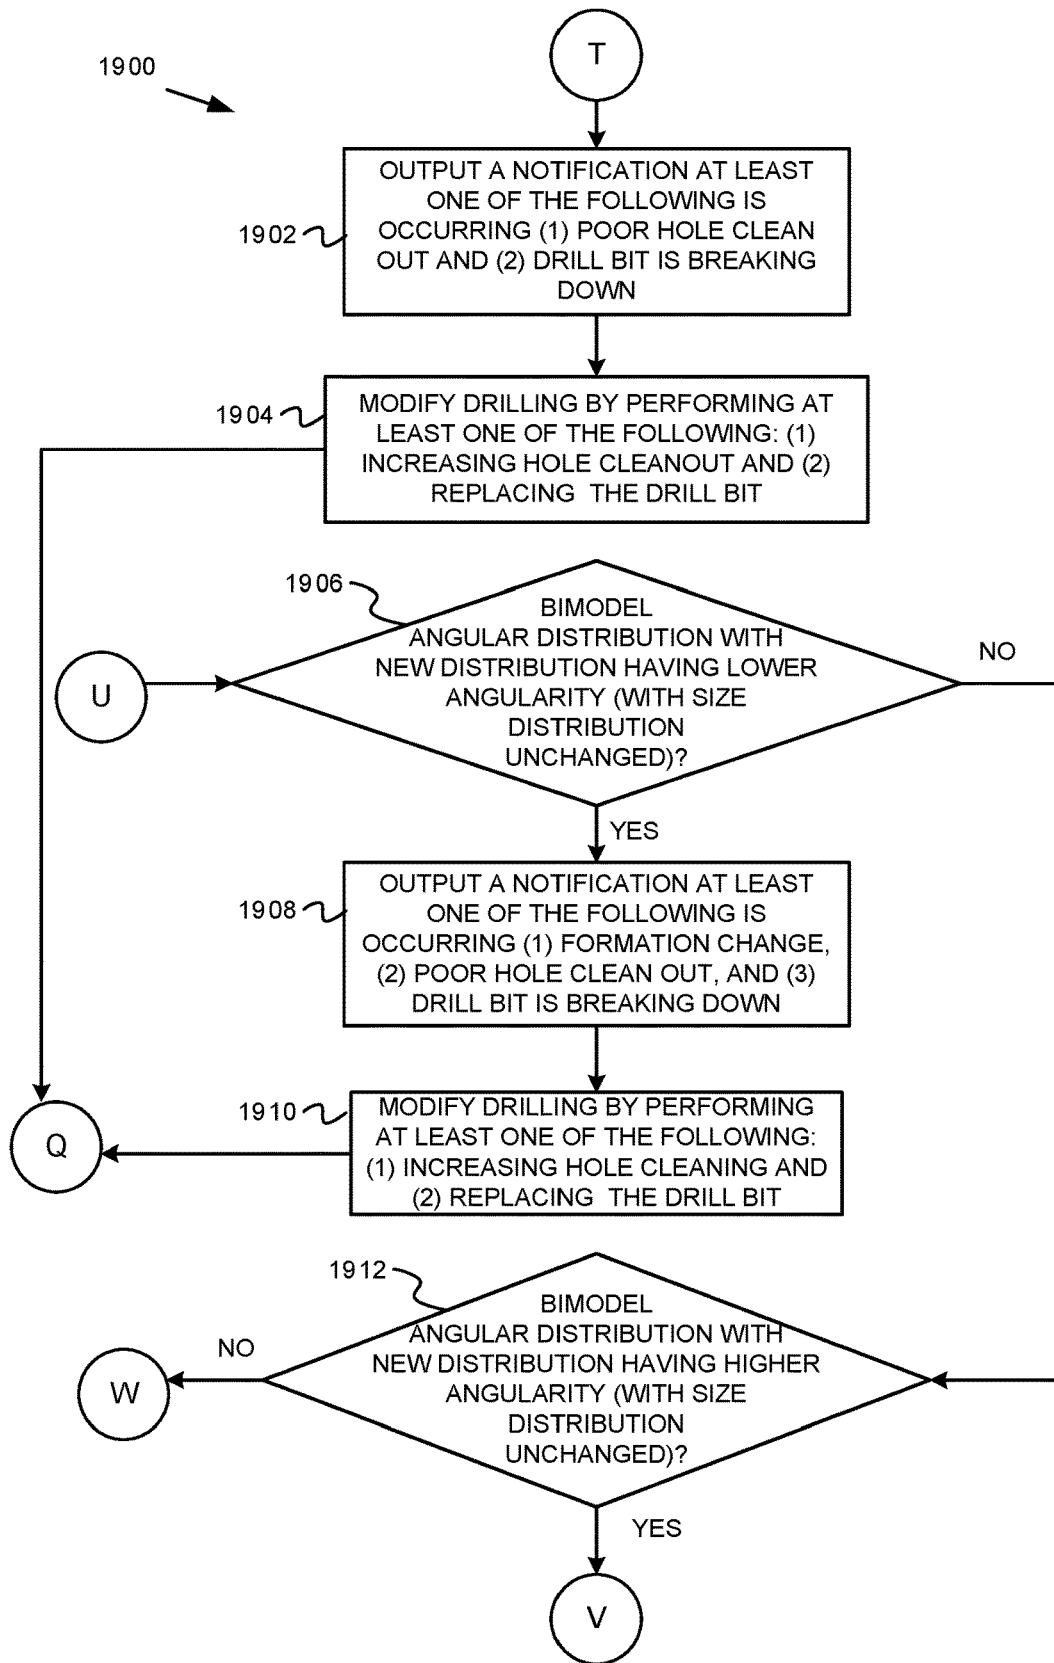 T
1900
OUTPUT A NOTIFICATION AT LEAST
ONE OF THE FOLLOWING IS
OCCURRING (1) POOR HOLE CLEAN
OUT AND (2) DRILL BIT IS BREAKING
DOWN
1902
MODIFY DRILLING BY PERFORMING AT
LEAST ONE OF THE FOLLOWING: (1)
INCREASING HOLE CLEANOUT AND (2)
REPLACING THE DRILL BIT
1904
1906
BIMODEL
ANGULAR DISTRIBUTION WITH
NEW DISTRIBUTION HAVING LOWER
ANGULARITY (WITH SIZE
DISTRIBUTION
UNCHANGED)?
NO
U
YES
OUTPUT A NOTIFICATION AT LEAST
ONE OF THE FOLLOWING IS
OCCURRING (1) FORMATION CHANGE,
(2) POOR HOLE CLEAN OUT, AND (3)
DRILL BIT IS BREAKING DOWN
1908
1910
MODIFY DRILLING BY PERFORMING
AT LEAST ONE OF THE FOLLOWING:
(1) INCREASING HOLE CLEANING AND
(2) REPLACING THE DRILL BIT
Q
1912
BIMODEL
ANGULAR DISTRIBUTION WITH
NEW DISTRIBUTION HAVING HIGHER
ANGULARITY (WITH SIZE
DISTRIBUTION
UNCHANGED)?
NO
W
YES
V